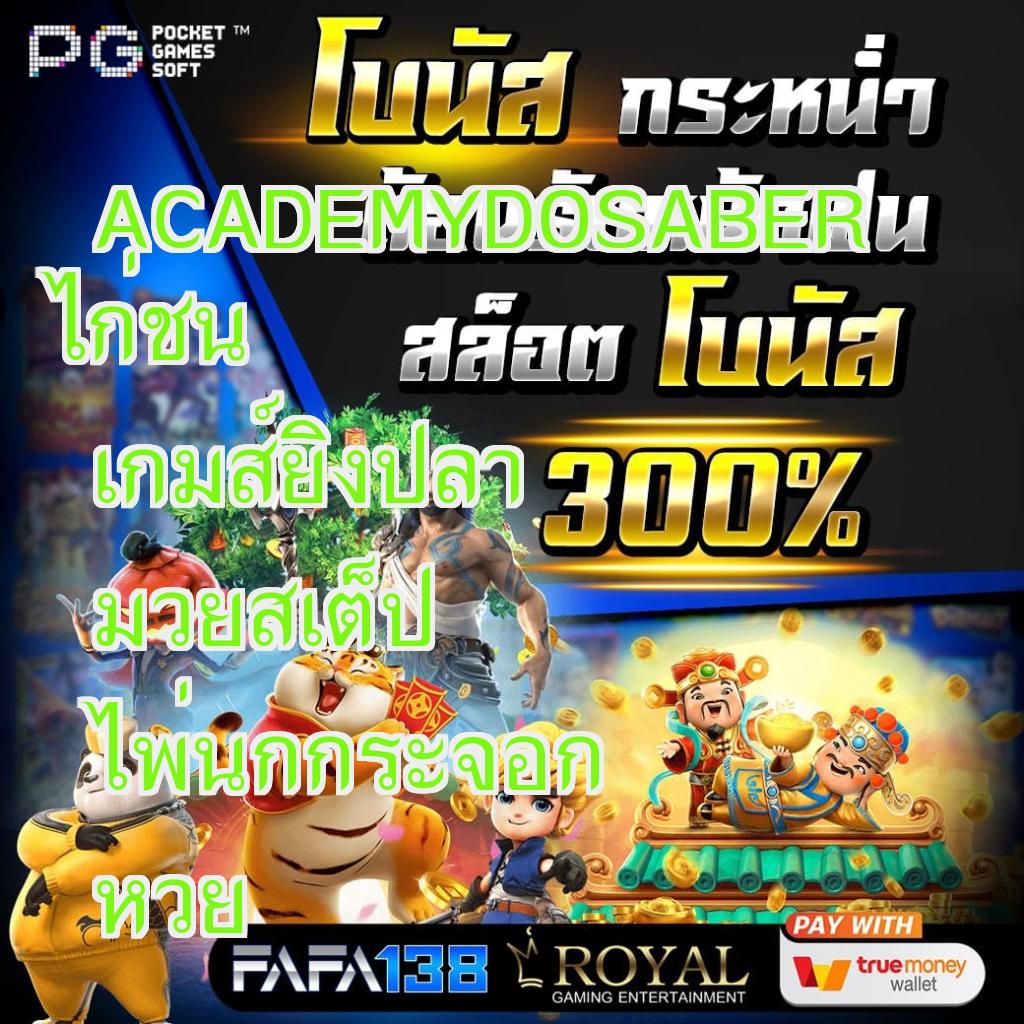 PG POCKET GAMES SOFT™
โบนัส กระหน่ำ
ACADEMYDOSABER
ไก่ชน
สล็อต โบนัส
เกมส์ยิงปลา
300%
มวยสเต็ป
ไพ่นกกระจอก
หวย
PAY WITH
FAFA138
ROYAL
GAMING ENTERTAINMENT
truemoney
wallet